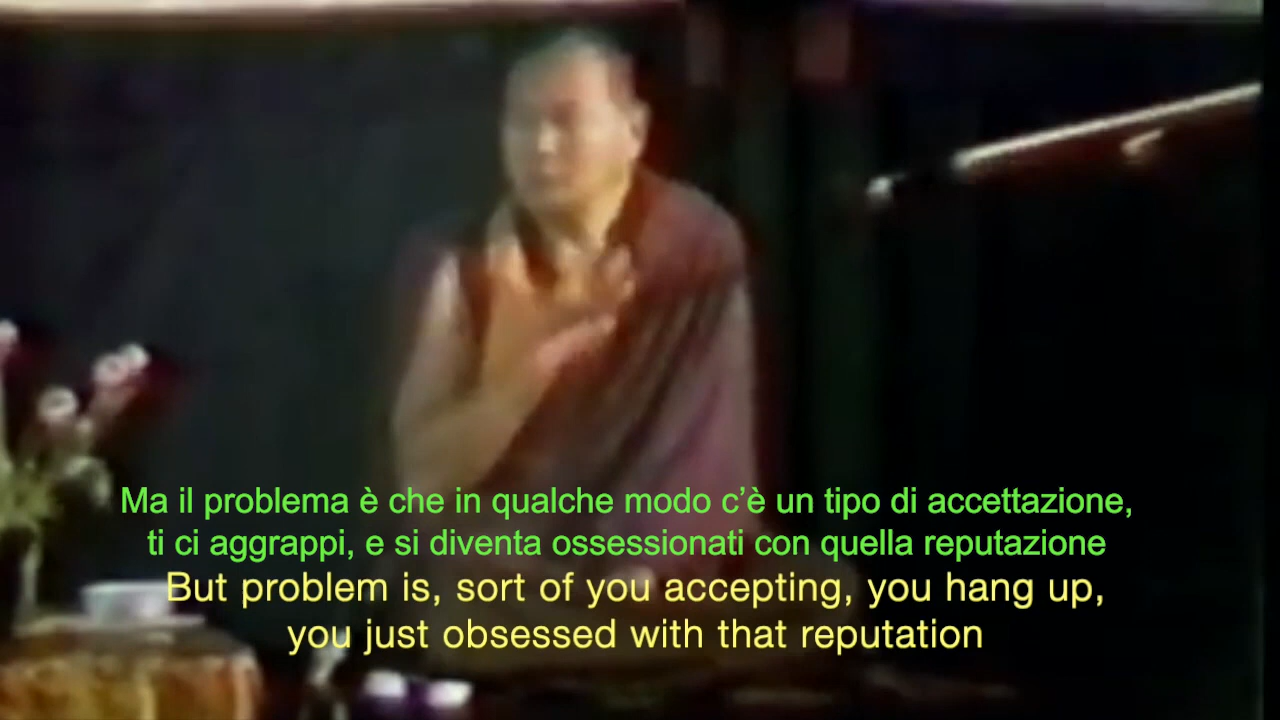 Ma il problema è che in qualche modo c’è un tipo di accettazione,
ti ci aggrappi, e si diventa ossessionati con quella reputazione
But problem is, sort of you accepting, you hang up,
you just obsessed with that reputation